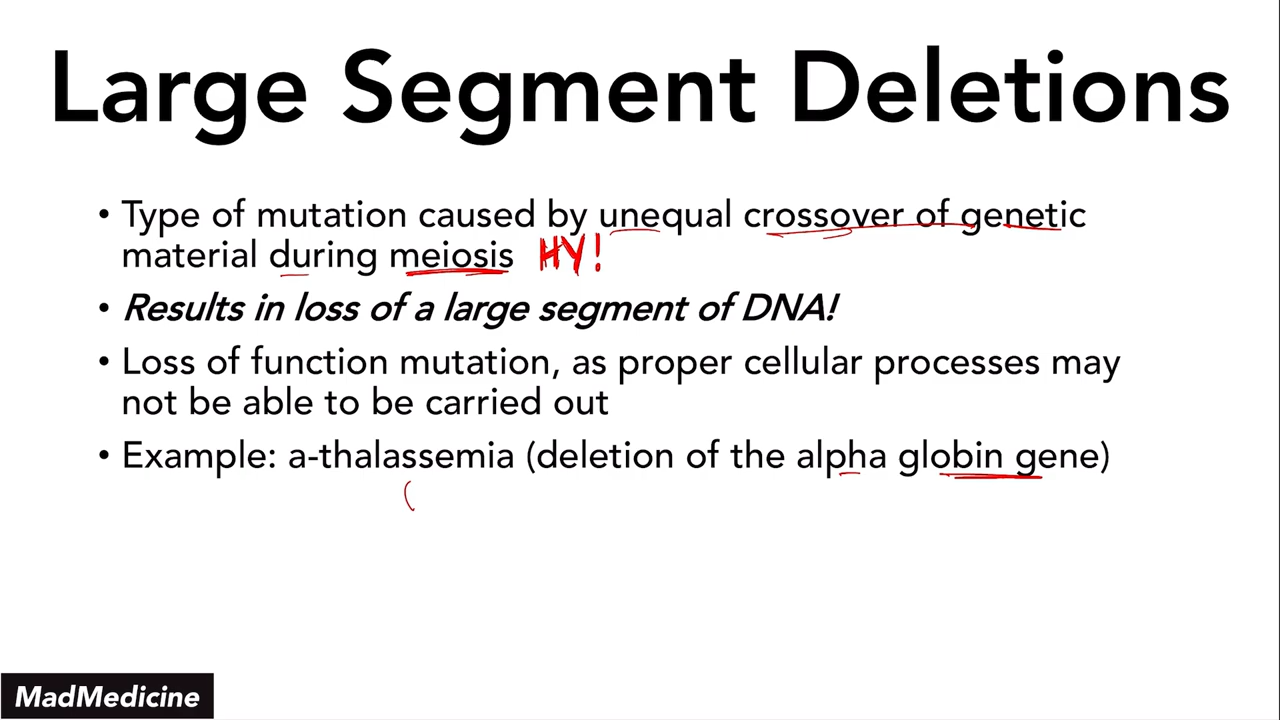 Large Segment Deletions
• Type of mutation caused by unequal crossover of genetic
material during meiosis HY!
• Results in loss of a large segment of DNA!
• Loss of function mutation, as proper cellular processes may
not be able to be carried out
• Example: a-thalassemia (deletion of the alpha globin gene)
(
MadMedicine